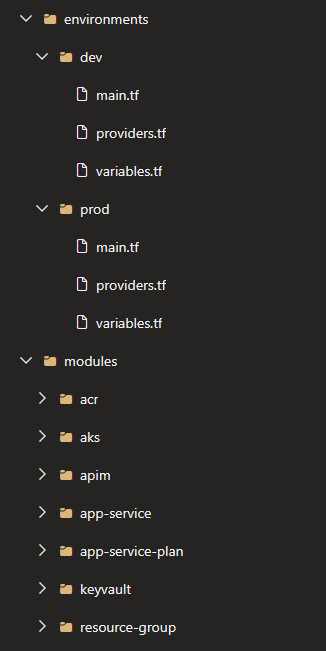 environments
dev
main.tf
providers.tf
variables.tf
prod
main.tf
providers.tf
variables.tf
modules
acr
aks
apim
app-service
app-service-plan
keyvault
resource-group